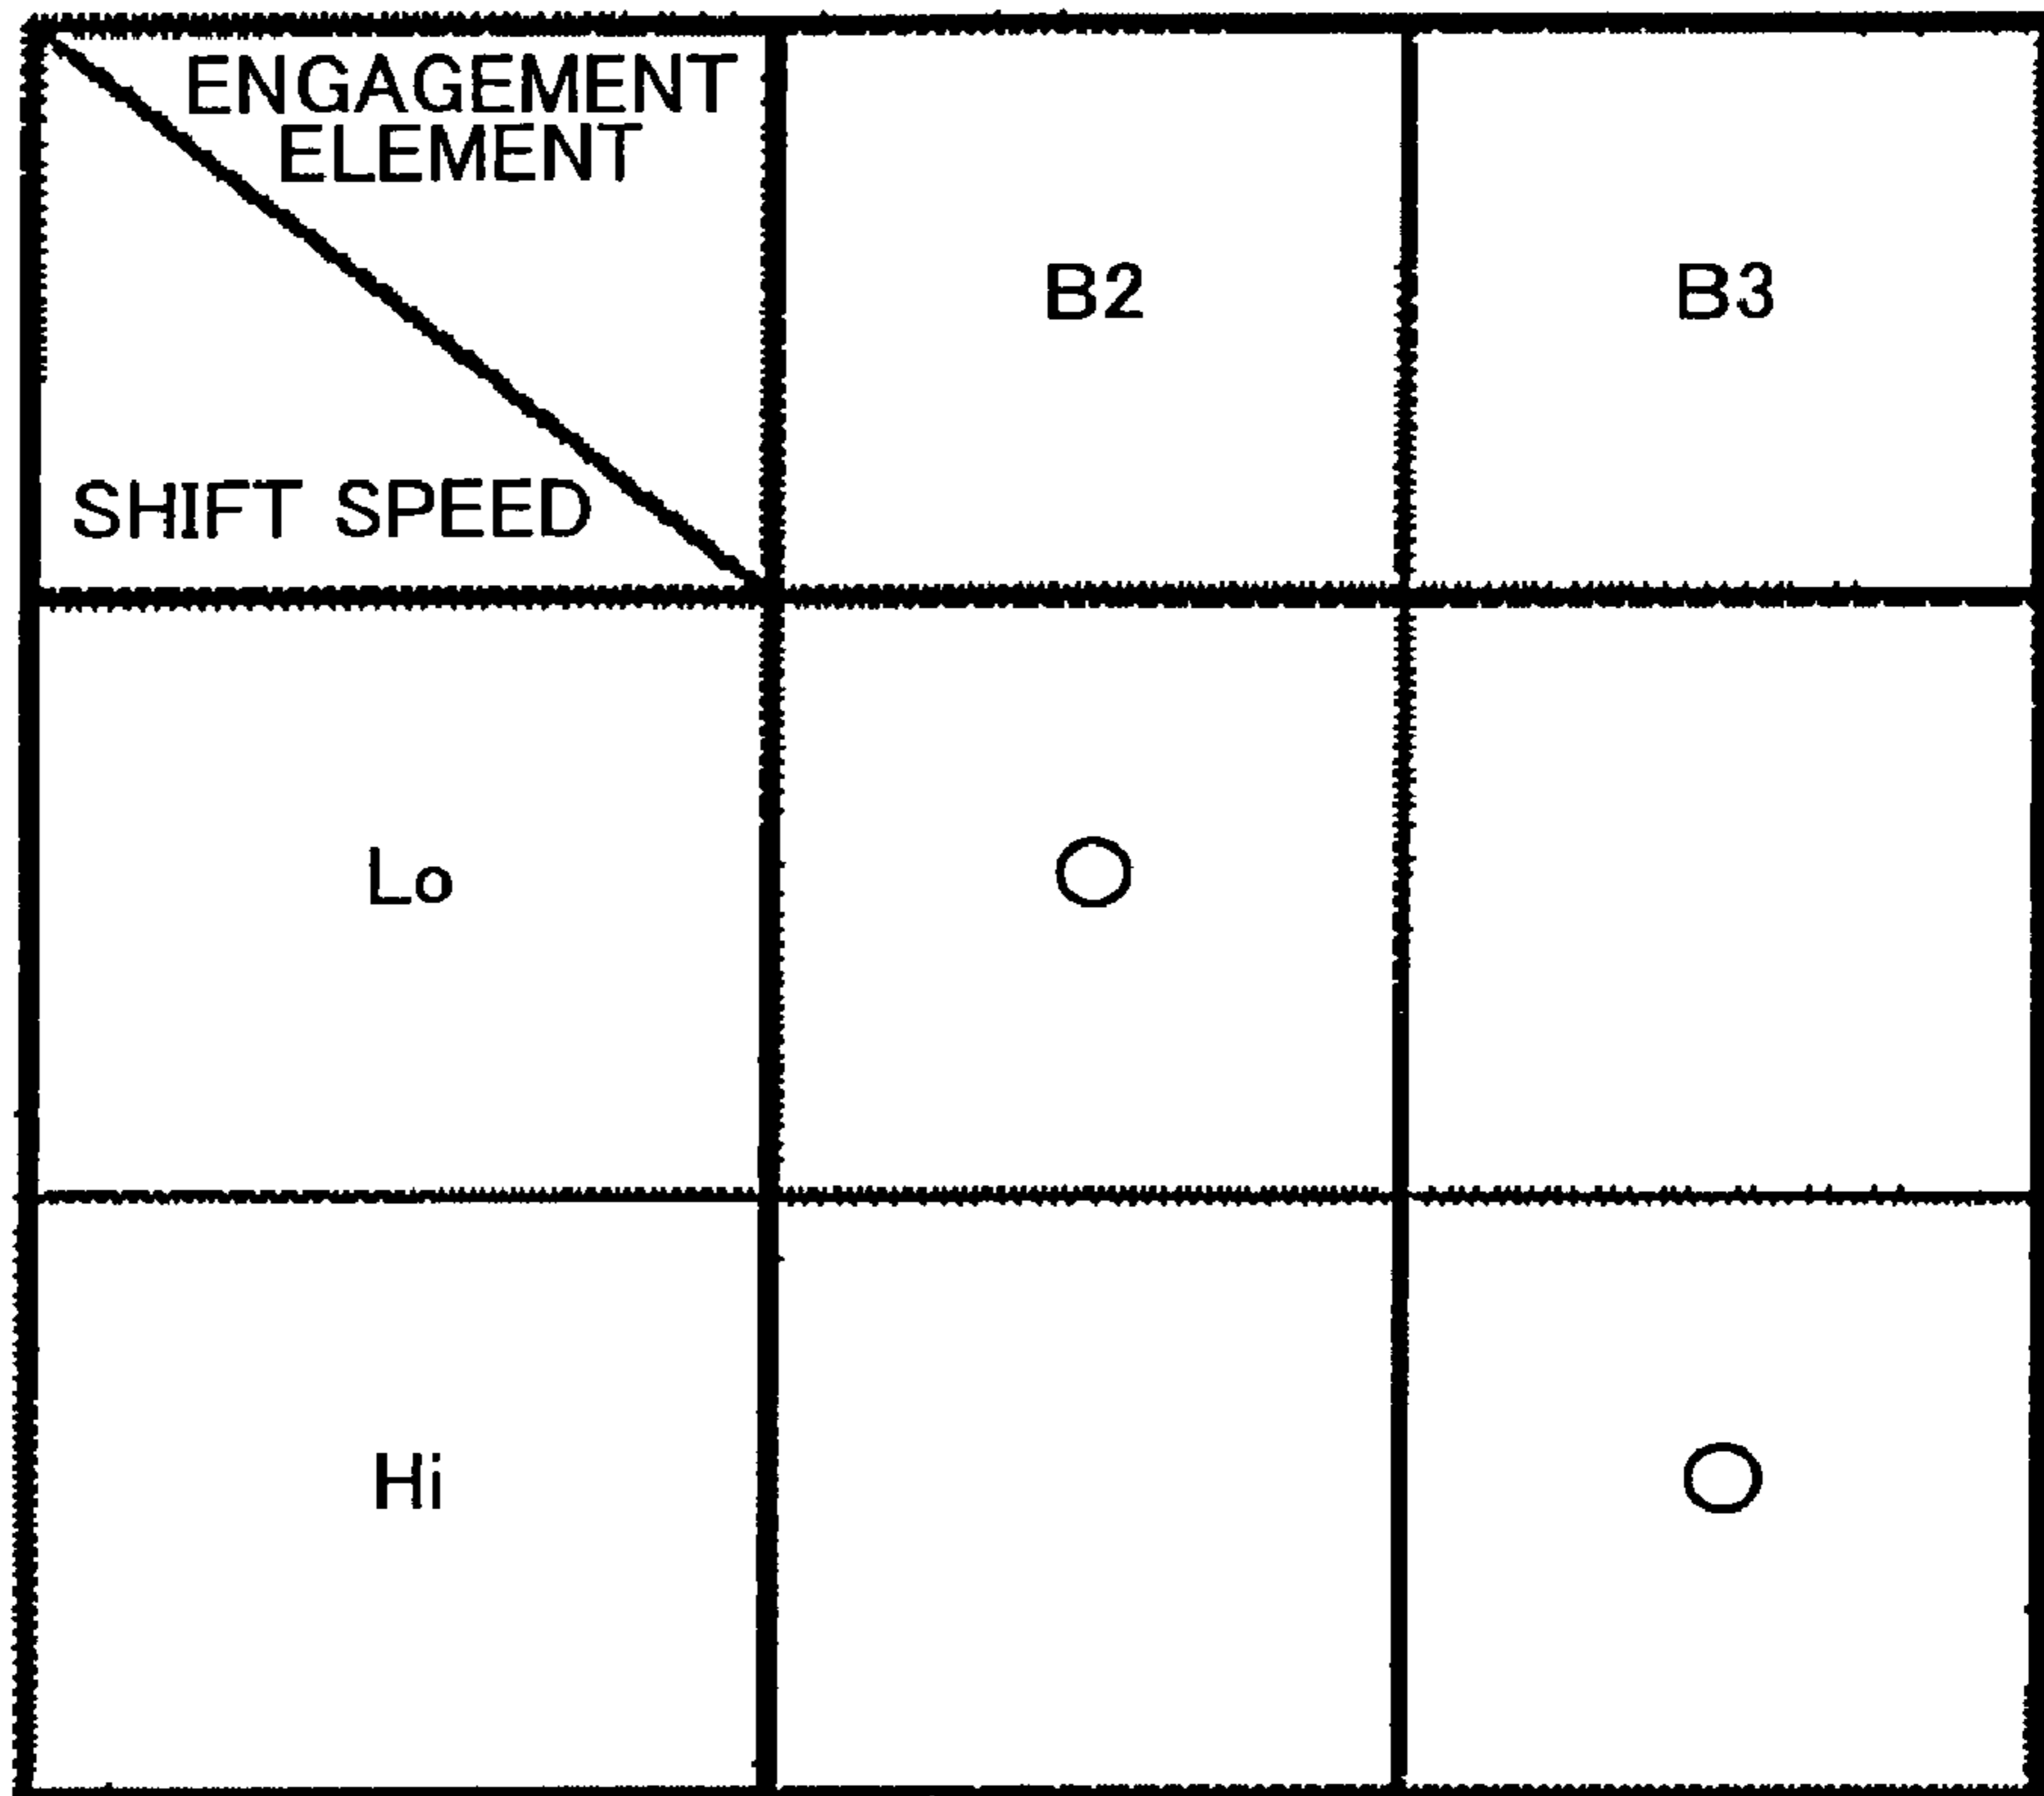 ENGAGEMENT
ELEMENT
SHIFT SPEED
B2
B3
Lo
○
Hi
○